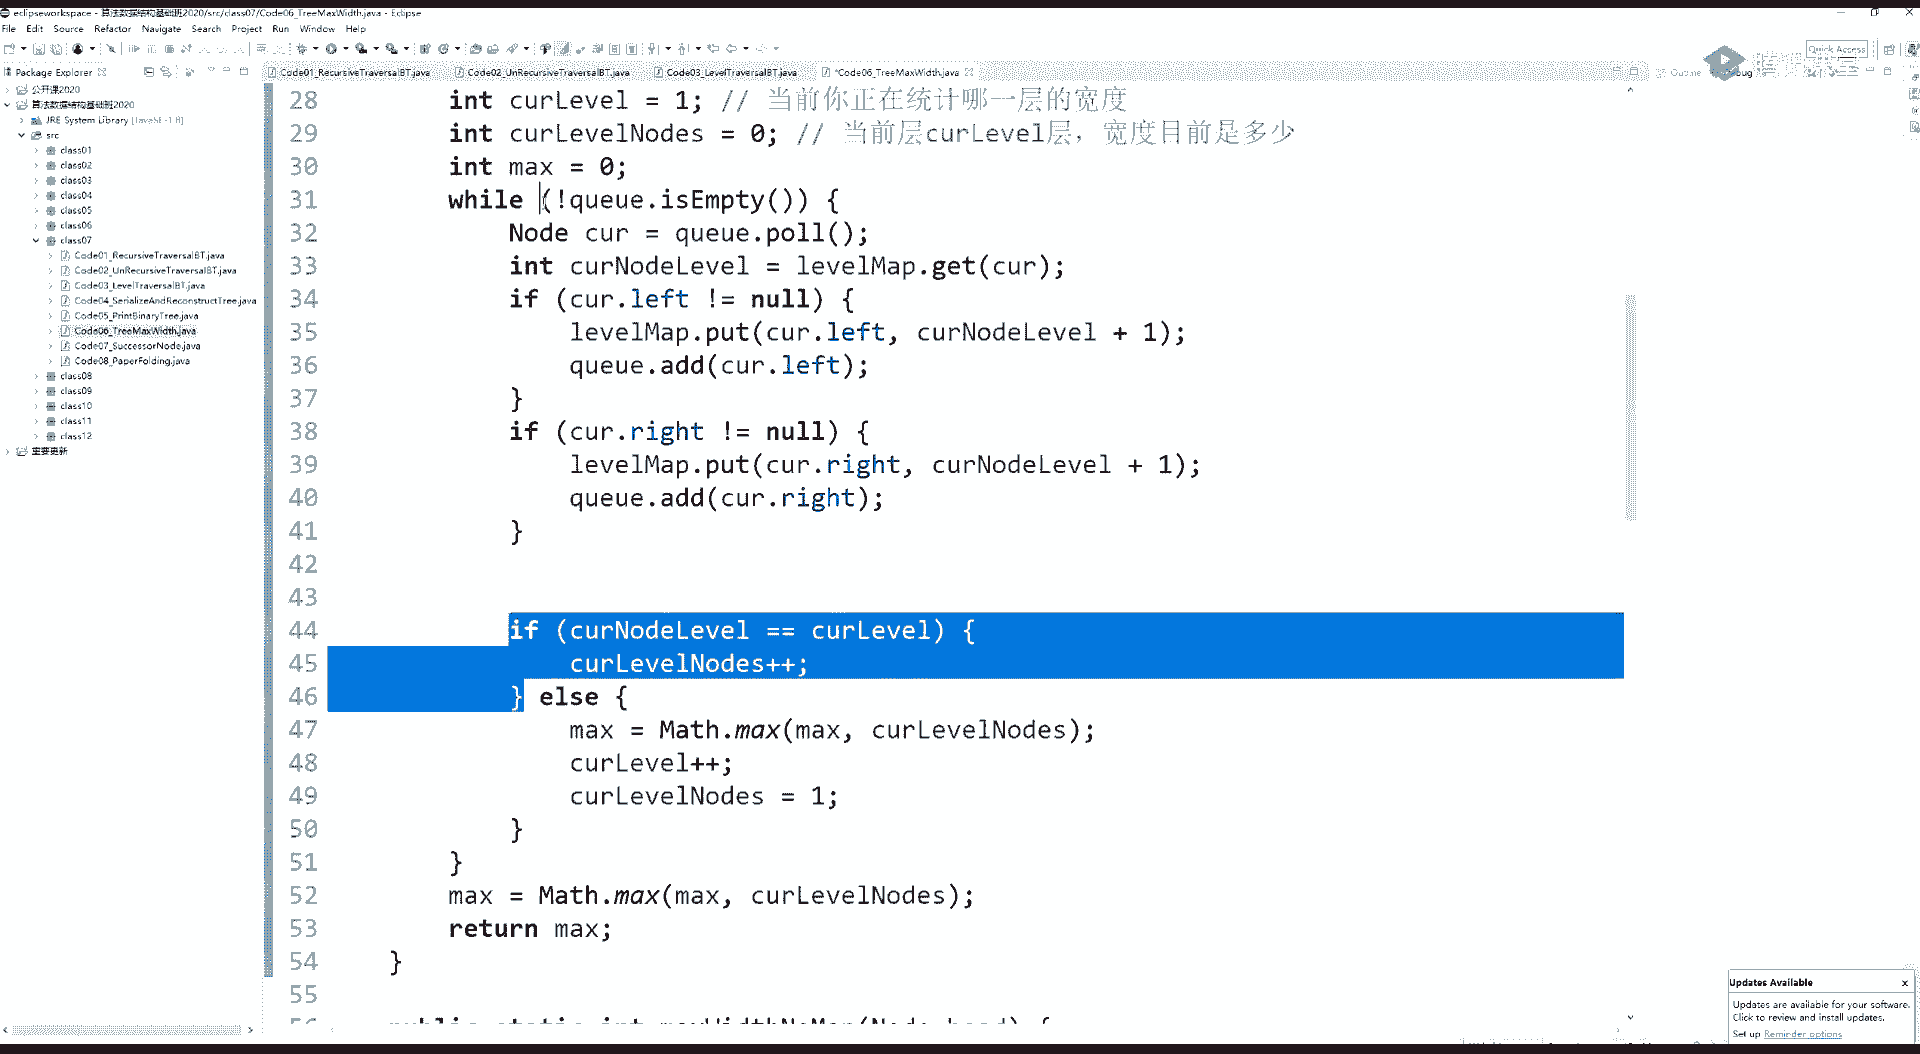 eclipseworkspace - 算法数据结构基础班2020/src/class07/Code06_TreeMaxWidth.java - Eclipse
File Edit Source Refactor Navigate Search Project Run Window Help
Quick Access
Package Explorer
Code01_RecursiveTraversalBT.java Code02_UnRecursiveTraversalBT.java Code03_LevelTraversalBT.java *Code06_TreeMaxWidth.java
Outline
公开课2020
算法数据结构基础班2020
JRE System Library [JavaSE-1.8]
src
class01
class02
class03
class04
class05
class06
class07
Code01_RecursiveTraversalBT.java
Code02_UnRecursiveTraversalBT.java
Code03_LevelTraversalBT.java
Code04_SerializeAndReconstructTree.java
Code05_PrintBinaryTree.java
Code06_TreeMaxWidth.java
Code07_SuccessorNode.java
Code08_PaperFolding.java
class08
class09
class10
class11
class12
重要更新
28 int curLevel = 1; // 当前你正在统计哪一层的宽度
29 int curLevelNodes = 0; // 当前层curLevel层，宽度目前是多少
30 int max = 0;
31 while (!queue.isEmpty()) {
32 Node cur = queue.poll();
33 int curNodeLevel = levelMap.get(cur);
34 if (cur.left != null) {
35 levelMap.put(cur.left, curNodeLevel + 1);
36 queue.add(cur.left);
37 }
38 if (cur.right != null) {
39 levelMap.put(cur.right, curNodeLevel + 1);
40 queue.add(cur.right);
41 }
42
43
44 if (curNodeLevel == curLevel) {
45 curLevelNodes++;
46 } else {
47 max = Math.max(max, curLevelNodes);
48 curLevel++;
49 curLevelNodes = 1;
50 }
51 }
52 max = Math.max(max, curLevelNodes);
53 return max;
54 }
55
public static int maxWidthNoMap(Node head) {
Updates Available
Updates are available for your software.
Click to review and install updates.
Set up Reminder options